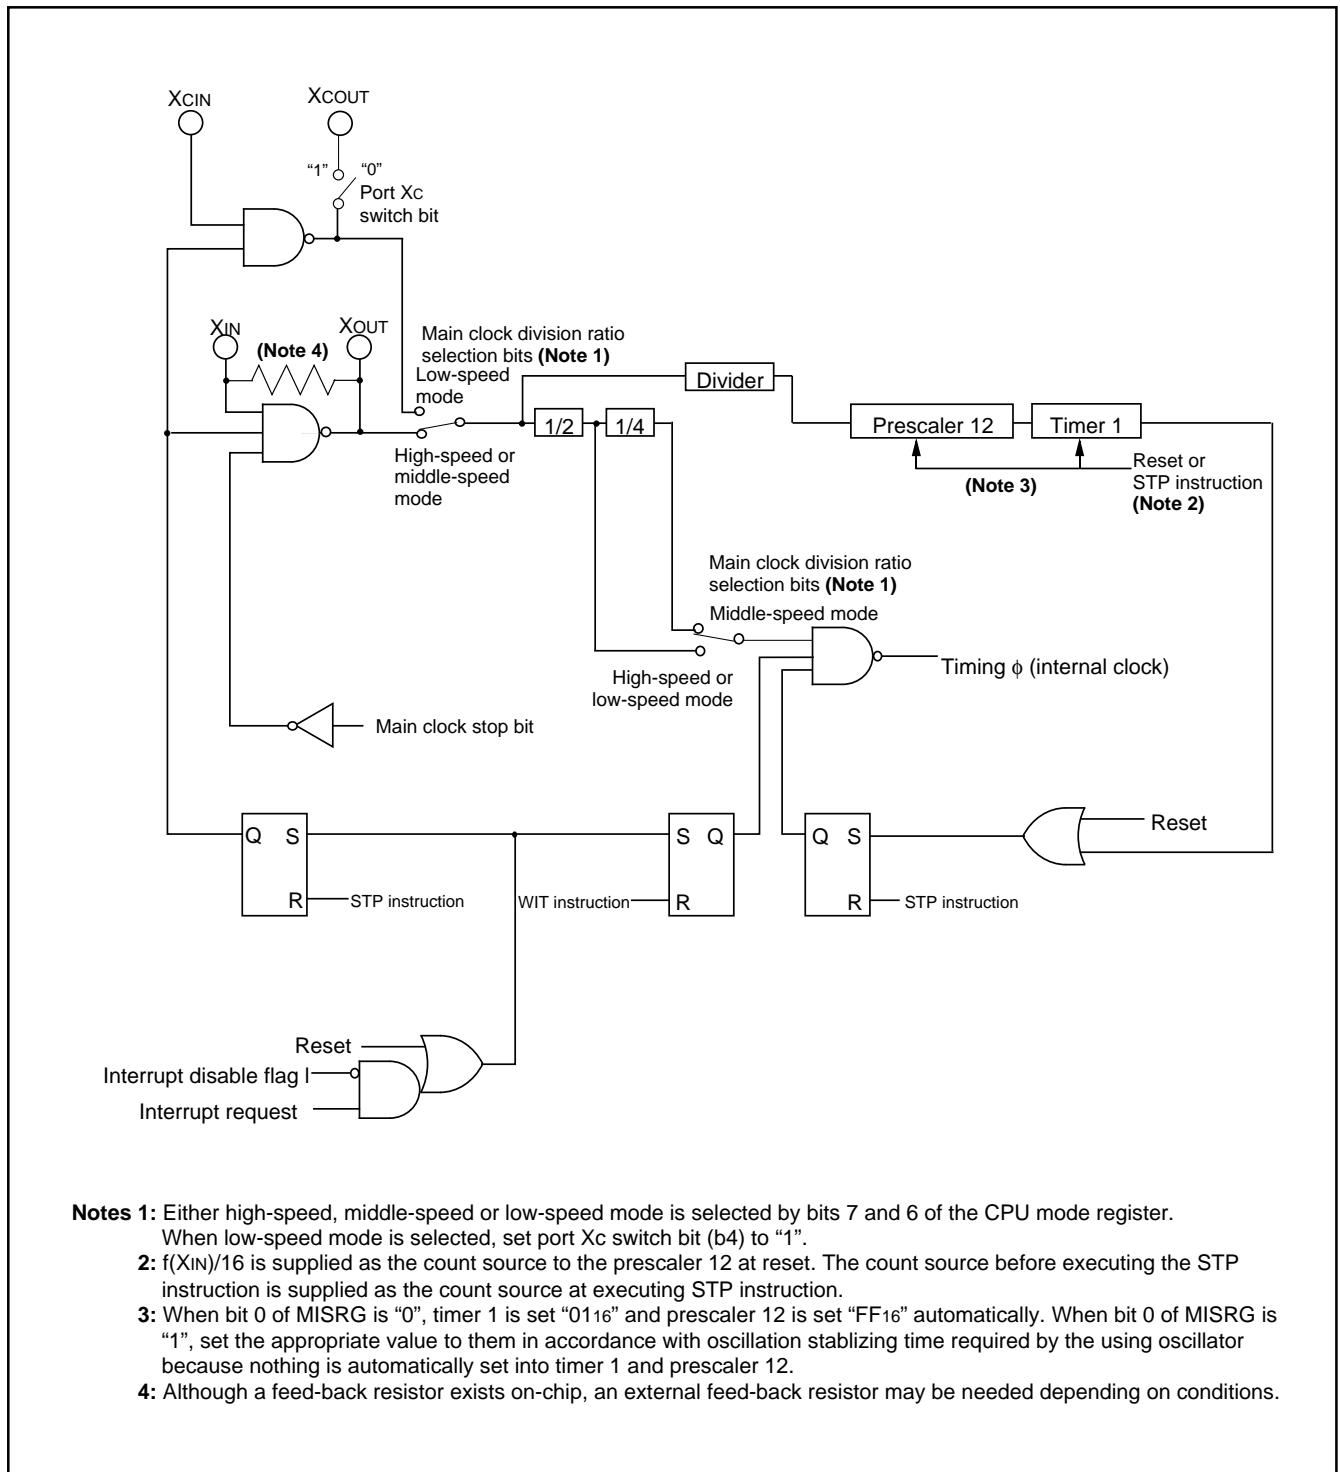 XCIN
XCOUT
“1” “0”
Port XC
switch bit
XIN
(Note 4)
XOUT
Main clock division ratio
selection bits (Note 1)
Low-speed
mode
Divider
1/2
1/4
Prescaler 12
Timer 1
High-speed or
middle-speed
mode
(Note 3)
Reset or
STP instruction
(Note 2)
Main clock division ratio
selection bits (Note 1)
Middle-speed mode
High-speed or
low-speed mode
Timing ϕ (internal clock)
Main clock stop bit
Q S
S Q
Q S
Reset
R
STP instruction
WIT instruction
R
R
STP instruction
Reset
Interrupt disable flag I
Interrupt request
Notes 1: Either high-speed, middle-speed or low-speed mode is selected by bits 7 and 6 of the CPU mode register.
When low-speed mode is selected, set port Xc switch bit (b4) to “1”.
2: f(XIN)/16 is supplied as the count source to the prescaler 12 at reset. The count source before executing the STP
instruction is supplied as the count source at executing STP instruction.
3: When bit 0 of MISRG is “0”, timer 1 is set “0116” and prescaler 12 is set “FF16” automatically. When bit 0 of MISRG is
“1”, set the appropriate value to them in accordance with oscillation stablizing time required by the using oscillator
because nothing is automatically set into timer 1 and prescaler 12.
4: Although a feed-back resistor exists on-chip, an external feed-back resistor may be needed depending on conditions.